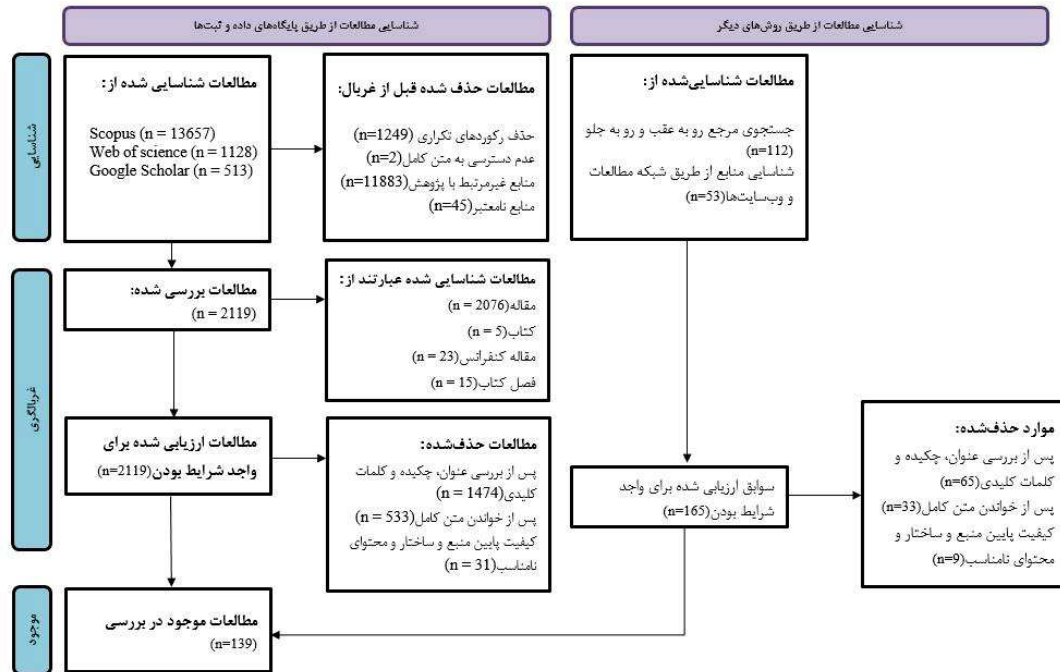 شناسایی مطالعات از طریق پایگاه‌های داده و ثبت‌ها
شناسایی مطالعات از طریق روش‌های دیگر
شناسایی
مطالعات شناسایی شده از:
Scopus (n = 13657)
Web of science (n = 1128)
Google Scholar (n = 513)
مطالعات حذف شده قبل از غربال:
حذف رکوردهای تکراری (n=1249)
عدم دسترسی به متن کامل(n=2)
منابع غیرمرتبط با پژوهش(n=11883)
منابع نامعتبر(n=45)
مطالعات شناسایی‌شده از:
جستجوی مرجع رو به عقب و رو به جلو
(n=112)
شناسایی منابع از طریق شبکه مطالعات
و وب‌سایت‌ها(n=53)
غربالگری
مطالعات بررسی شده:
(n = 2119)
مطالعات شناسایی شده عبارتند از:
مقاله(n = 2076)
کتاب(n = 5)
مقاله کنفرانس(n = 23)
فصل کتاب(n = 15)
مطالعات ارزیابی شده برای
واجد شرایط بودن(n=2119)
مطالعات حذف‌شده:
پس از بررسی عنوان، چکیده و کلمات
کلیدی(n = 1474)
پس از خواندن متن کامل(n = 533)
کیفیت پایین منبع و ساختار و محتوای
نامناسب(n = 31)
سوابق ارزیابی شده برای واجد
شرایط بودن(n=165)
موارد حذف‌شده:
پس از بررسی عنوان، چکیده و
کلمات کلیدی(n=65)
پس از خواندن متن کامل(n=33)
کیفیت پایین منبع و ساختار و
محتوای نامناسب(n=9)
موجود
مطالعات موجود در بررسی
(n=139)